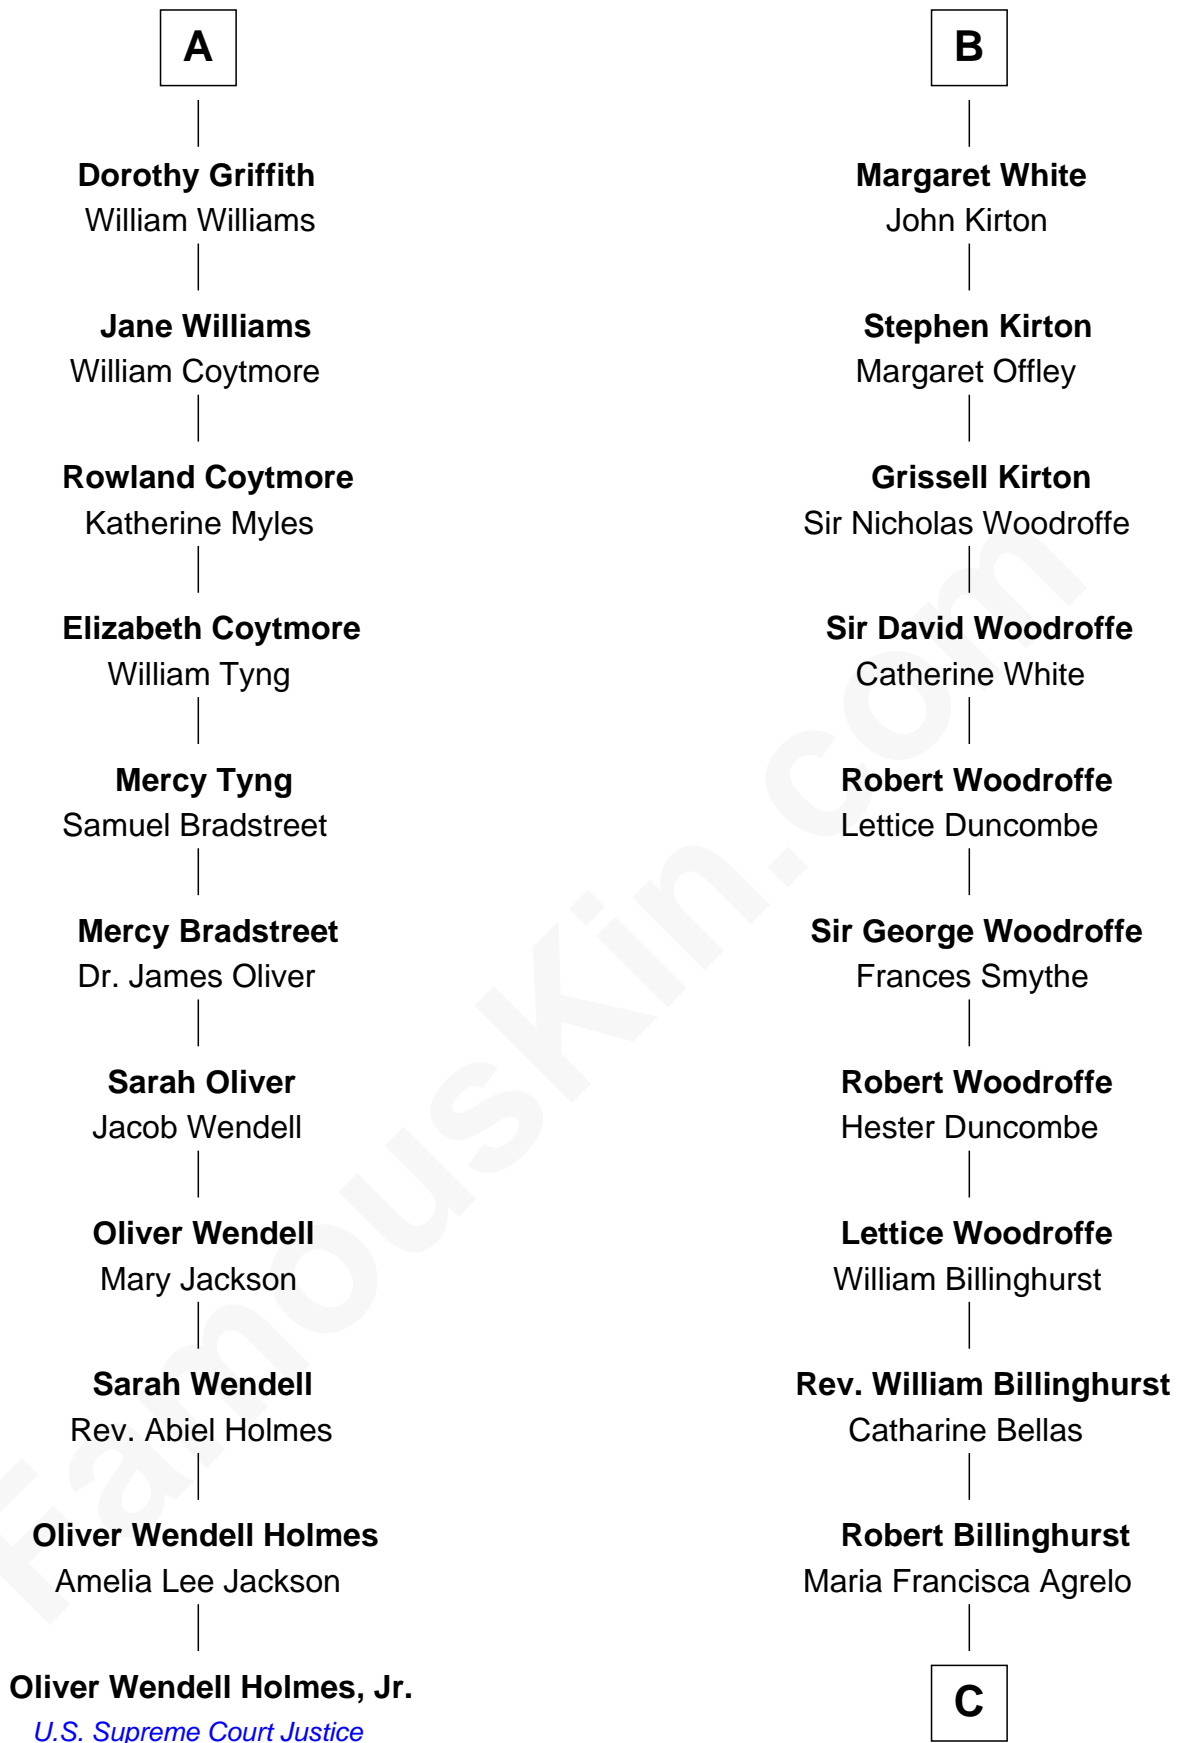 A
Dorothy Griffith
William Williams
Jane Williams
William Coytmore
Rowland Coytmore
Katherine Myles
Elizabeth Coytmore
William Tyng
Mercy Tyng
Samuel Bradstreet
Mercy Bradstreet
Dr. James Oliver
Sarah Oliver
Jacob Wendell
Oliver Wendell
Mary Jackson
Sarah Wendell
Rev. Abiel Holmes
Oliver Wendell Holmes
Amelia Lee Jackson
Oliver Wendell Holmes, Jr.
U.S. Supreme Court Justice
B
Margaret White
John Kirton
Stephen Kirton
Margaret Offley
Grissell Kirton
Sir Nicholas Woodroffe
Sir David Woodroffe
Catherine White
Robert Woodroffe
Lettice Duncombe
Sir George Woodroffe
Frances Smythe
Robert Woodroffe
Hester Duncombe
Lettice Woodroffe
William Billinghurst
Rev. William Billinghurst
Catharine Bellas
Robert Billinghurst
Maria Francisca Agrelo
C
FamousKin.com